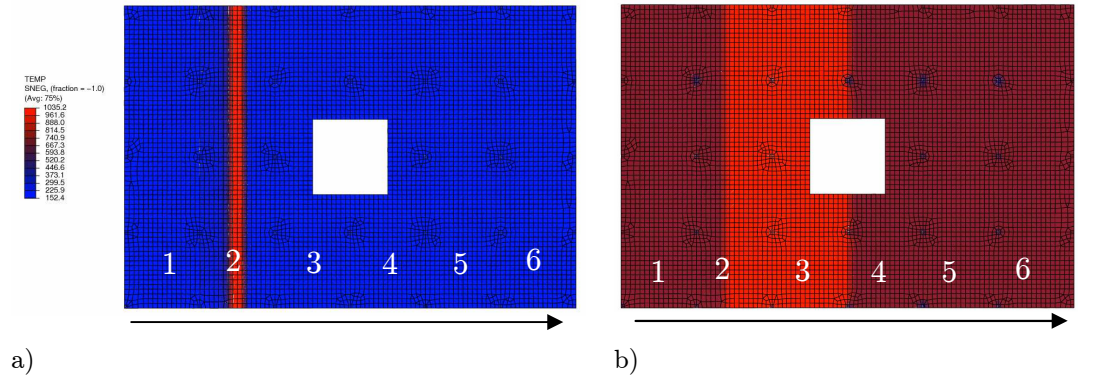 TEMP
SNEG, (fraction = −1.0)
(Avg: 75%)
1035.2
961.6
888.0
814.5
740.9
667.3
593.8
520.2
446.6
373.1
299.5
225.9
152.4
1 2 3 4 5 6
1 2 3 4 5 6
a) b)